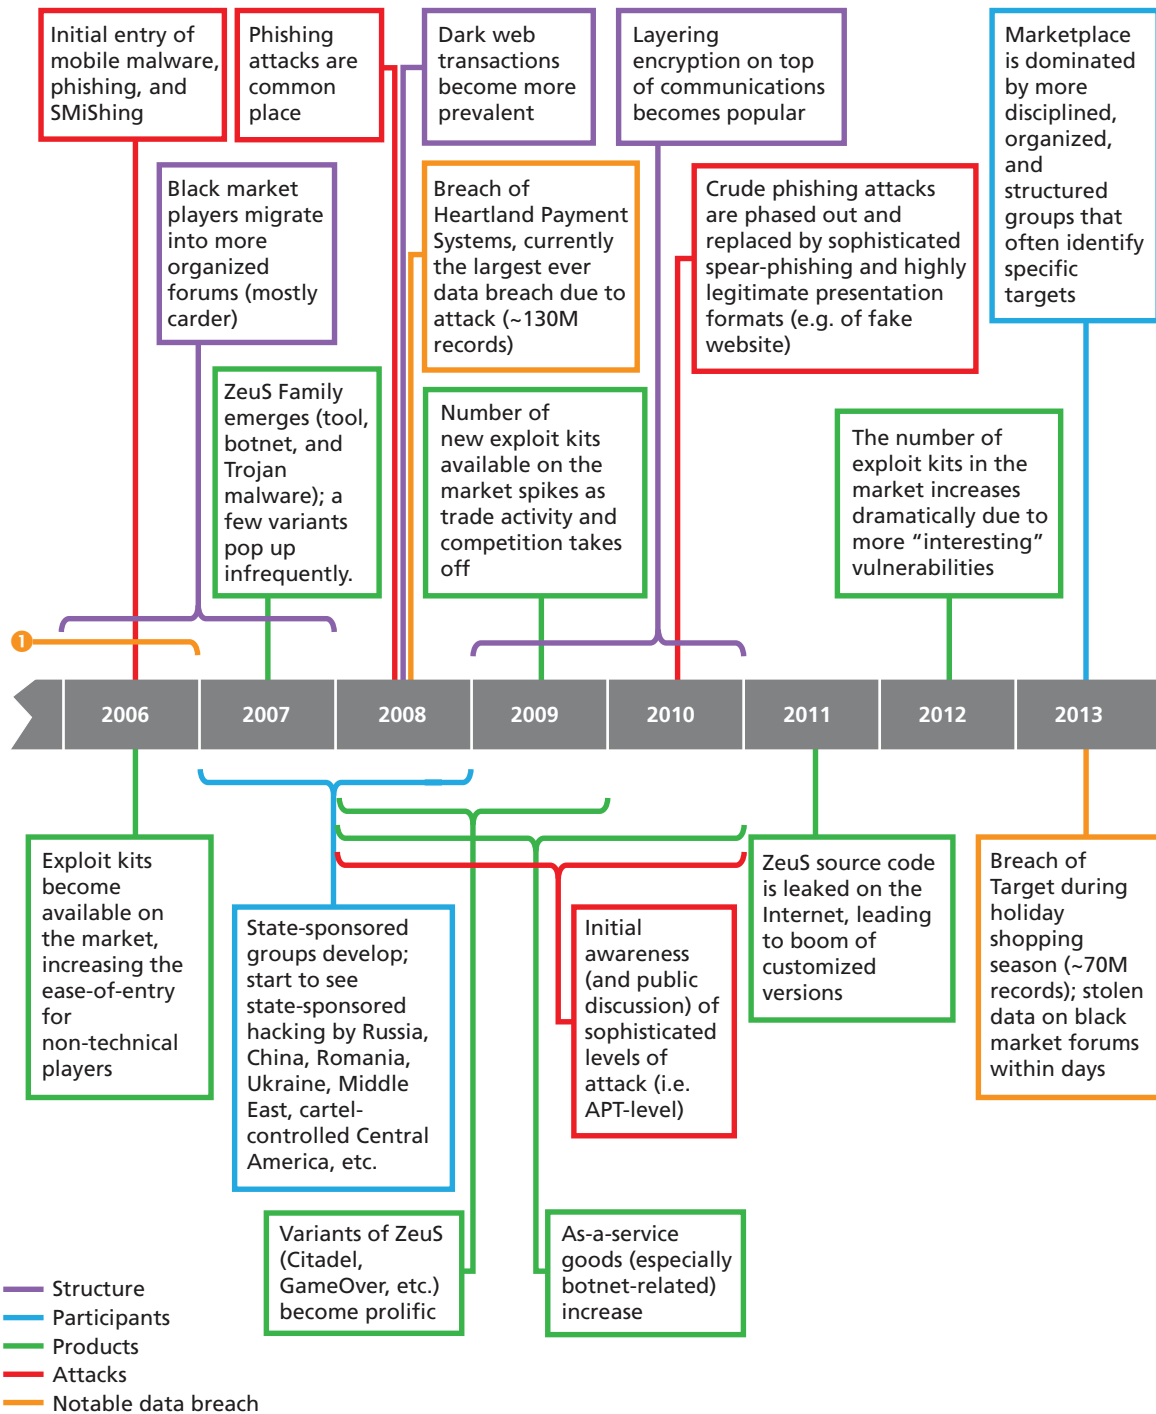 Initial entry of
mobile malware,
phishing, and
SMiShing
Phishing
attacks are
common
place
Dark web
transactions
become more
prevalent
Layering
encryption on top
of communications
becomes popular
Marketplace
is dominated
by more
disciplined,
organized,
and
structured
groups that
often identify
specific
targets
Black market
players migrate
into more
organized
forums (mostly
carder)
Breach of
Heartland Payment
Systems, currently
the largest ever
data breach due to
attack (~130M
records)
Crude phishing attacks
are phased out and
replaced by sophisticated
spear-phishing and highly
legitimate presentation
formats (e.g. of fake
website)
ZeuS Family
emerges (tool,
botnet, and
Trojan
malware); a
few variants
pop up
infrequently.
Number of
new exploit kits
available on the
market spikes as
trade activity and
competition takes
off
The number of
exploit kits in the
market increases
dramatically due to
more “interesting”
vulnerabilities
1
2006
2007
2008
2009
2010
2011
2012
2013
Exploit kits
become
available on
the market,
increasing the
ease-of-entry
for
non-technical
players
State-sponsored
groups develop;
start to see
state-sponsored
hacking by Russia,
China, Romania,
Ukraine, Middle
East, cartel-
controlled Central
America, etc.
Initial
awareness
(and public
discussion) of
sophisticated
levels of
attack (i.e.
APT-level)
ZeuS source code
is leaked on the
Internet, leading
to boom of
customized
versions
Breach of
Target during
holiday
shopping
season (~70M
records); stolen
data on black
market forums
within days
Variants of ZeuS
(Citadel,
GameOver, etc.)
become prolific
As-a-service
goods (especially
botnet-related)
increase
Structure
Participants
Products
Attacks
Notable data breach